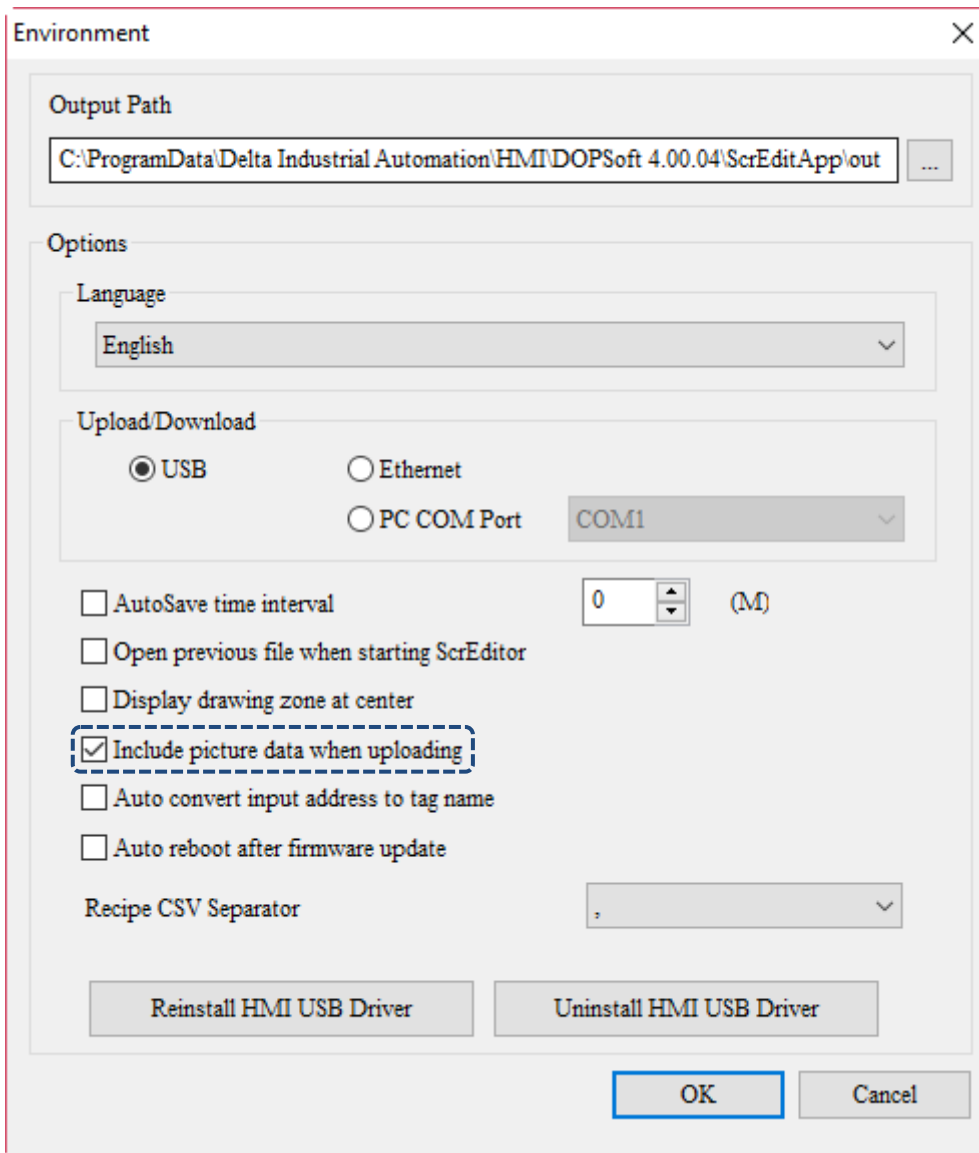 Environment
Output Path
C:\ProgramData\Delta Industrial Automation\HMI\DOPSoft 4.00.04\ScrEditApp\out
...
Options
Language
English
Upload/Download
USB
Ethernet
PC COM Port
COM1
AutoSave time interval
0
(M)
Open previous file when starting ScrEditor
Display drawing zone at center
Include picture data when uploading
Auto convert input address to tag name
Auto reboot after firmware update
Recipe CSV Separator
,
Reinstall HMI USB Driver
Uninstall HMI USB Driver
OK
Cancel